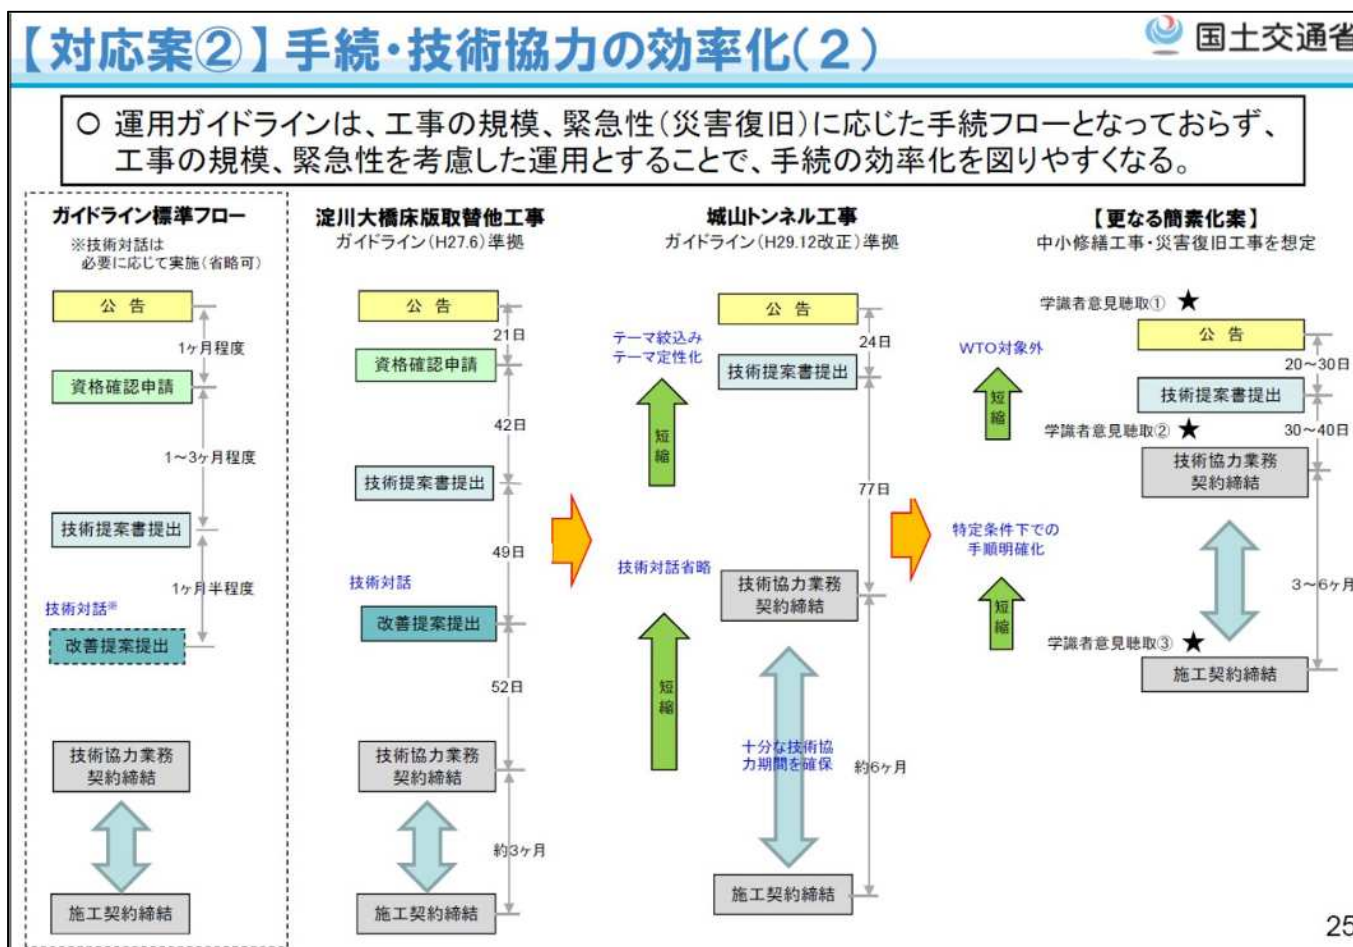 【対応案②】手続・技術協力の効率化(2)
国土交通省
○ 運用ガイドラインは、工事の規模、緊急性(災害復旧)に応じた手続フローとなっておらず、
工事の規模、緊急性を考慮した運用とすることで、手続の効率化を図りやすくなる。
ガイドライン標準フロー
※技術対話は
必要に応じて実施(省略可)
公 告
1ヶ月程度
資格確認申請
1～3ヶ月程度
技術提案書提出
1ヶ月半程度
技術対話※
改善提案提出
技術協力業務
契約締結
施工契約締結
淀川大橋床版取替他工事
ガイドライン(H27.6)準拠
公 告
21日
資格確認申請
42日
技術提案書提出
49日
技術対話
改善提案提出
52日
技術協力業務
契約締結
約3ヶ月
施工契約締結
城山トンネル工事
ガイドライン(H29.12改正)準拠
テーマ絞込み
テーマ定性化
短縮
技術対話省略
短縮
公 告
24日
技術提案書提出
77日
技術協力業務
契約締結
十分な技術協
力期間を確保
約6ヶ月
施工契約締結
【更なる簡素化案】
中小修繕工事・災害復旧工事を想定
WTO対象外
短縮
特定条件下での
手順明確化
短縮
学識者意見聴取① ★
公 告
20～30日
技術提案書提出
学識者意見聴取② ★
30～40日
技術協力業務
契約締結
3～6ヶ月
学識者意見聴取③ ★
施工契約締結
25